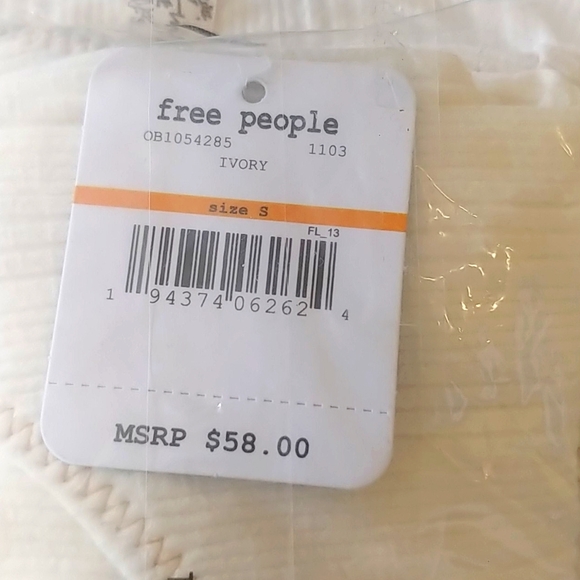 free people
OB1054285 1103
IVORY
size S
FL_13
1 94374 06262 4
MSRP $58.00